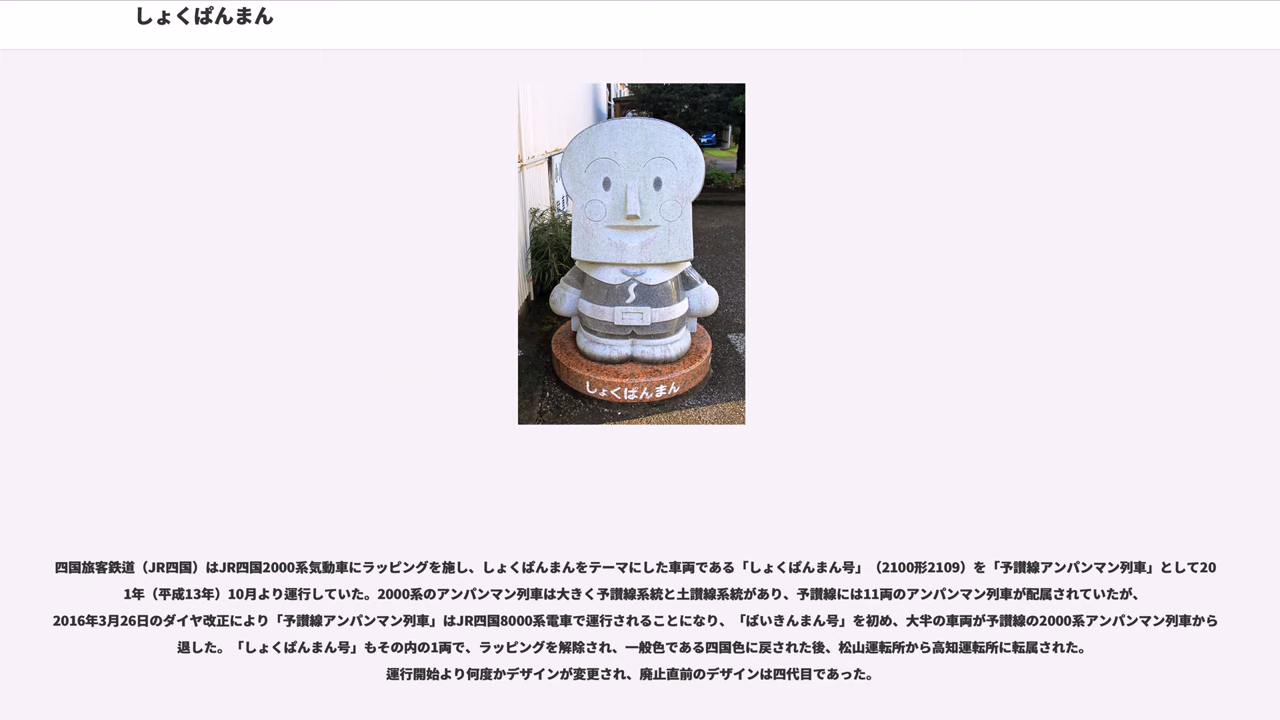 しょくぱんまん
しょくぱんまん
四国旅客鉄道（JR四国）はJR四国2000系気動車にラッピングを施し、しょくぱんまんをテーマにした車両である「しょくぱんまん号」（2100形2109）を「予讃線アンパンマン列車」として20
1年（平成13年）10月より運行していた。2000系のアンパンマン列車は大きく予讃線系統と土讃線系統があり、予讃線には11両のアンパンマン列車が配属されていたが、
2016年3月26日のダイヤ改正により「予讃線アンパンマン列車」はJR四国8000系電車で運行されることになり、「ばいきんまん号」を初め、大半の車両が予讃線の2000系アンパンマン列車から
退した。「しょくぱんまん号」もその内の1両で、ラッピングを解除され、一般色である四国色に戻された後、松山運転所から高知運転所に転属された。
運行開始より何度かデザインが変更され、廃止直前のデザインは四代目であった。